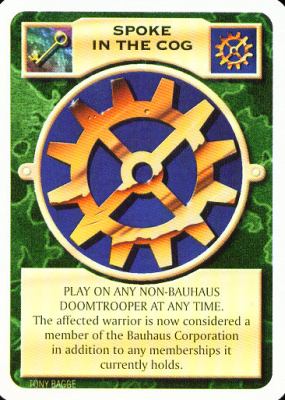 SPOKE
IN THE COG
PLAY ON ANY NON-BAUHAUS
DOOMTROOPER AT ANY TIME.
The affected warrior is now considered a
member of the Bauhaus Corporation
in addition to any memberships it
currently holds.
TONY BAGGE